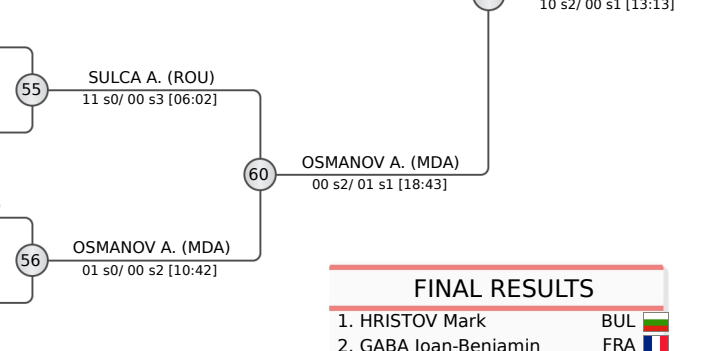 10 s2/ 00 s1 [13:13]
SULCA A. (ROU)
55
11 s0/ 00 s3 [06:02]
OSMANOV A. (MDA)
60
00 s2/ 01 s1 [18:43]
OSMANOV A. (MDA)
56
01 s0/ 00 s2 [10:42]
FINAL RESULTS
1. HRISTOV Mark BUL
2. GABA Joan-Benjamin FRA